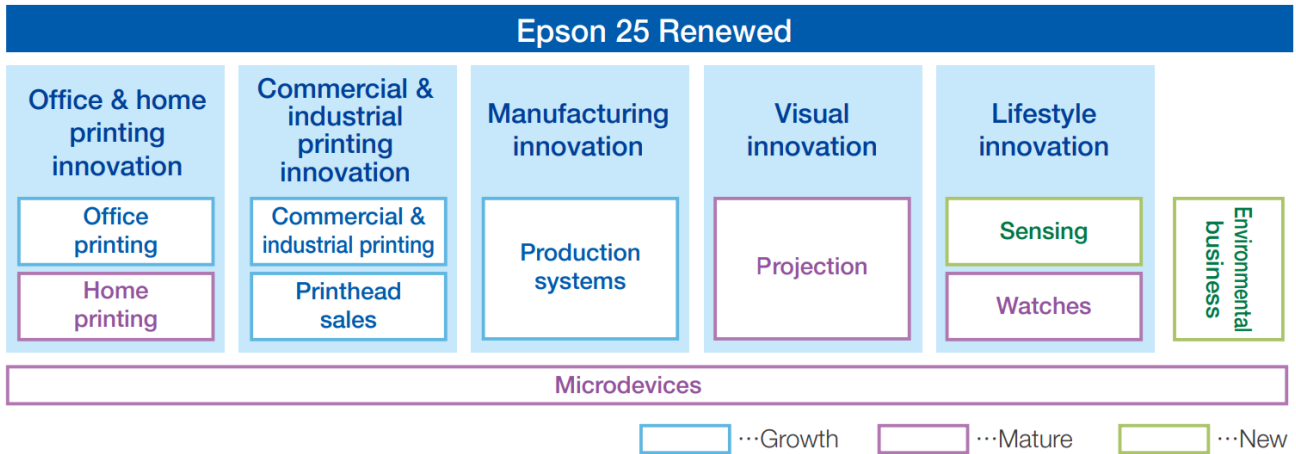 Epson 25 Renewed
Office & home
printing
innovation
Office
printing
Home
printing
Commercial &
industrial
printing
innovation
Commercial &
industrial printing
Printhead
sales
Manufacturing
innovation
Production
systems
Visual
innovation
Projection
Lifestyle
innovation
Sensing
Watches
Environmental
business
Microdevices
…Growth
…Mature
…New